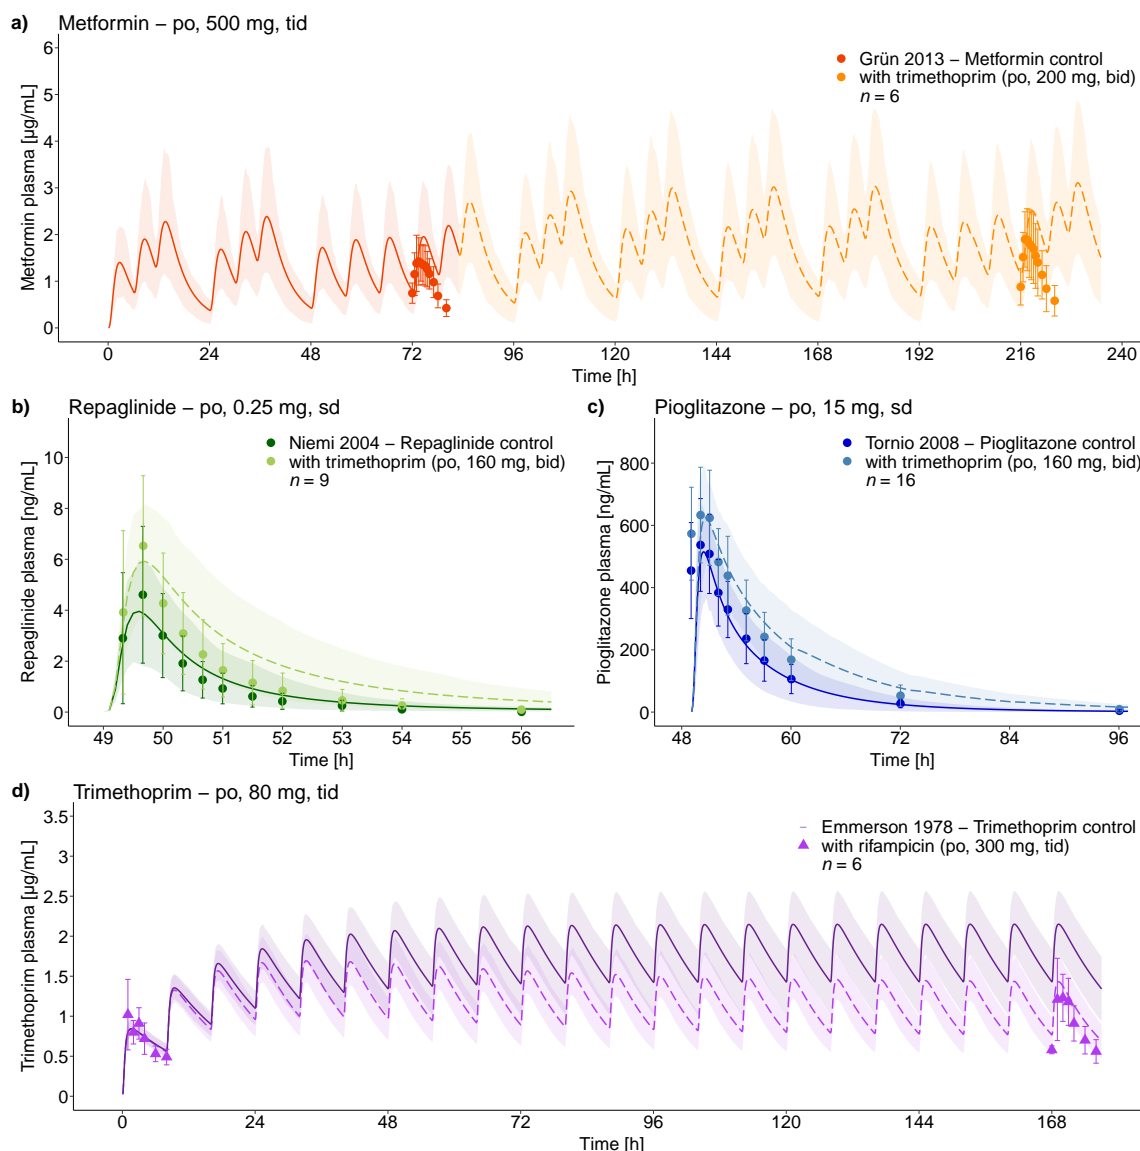 a) Metformin – po, 500 mg, tid
Metformin plasma [µg/mL]
6
5
4
3
2
1
0
Grün 2013 – Metformin control
with trimethoprim (po, 200 mg, bid)
n = 6
0 24 48 72 96 120 144 168 192 216 240
Time [h]
b) Repaglinide – po, 0.25 mg, sd
Repaglinide plasma [ng/mL]
10
8
6
4
2
0
Niemi 2004 – Repaglinide control
with trimethoprim (po, 160 mg, bid)
n = 9
49 50 51 52 53 54 55 56
Time [h]
c) Pioglitazone – po, 15 mg, sd
Pioglitazone plasma [ng/mL]
800
600
400
200
0
Tornio 2008 – Pioglitazone control
with trimethoprim (po, 160 mg, bid)
n = 16
48 60 72 84 96
Time [h]
d) Trimethoprim – po, 80 mg, tid
Trimethoprim plasma [µg/mL]
3.5
3
2.5
2
1.5
1
0.5
0
Emmerson 1978 – Trimethoprim control
with rifampicin (po, 300 mg, tid)
n = 6
0 24 48 72 96 120 144 168
Time [h]